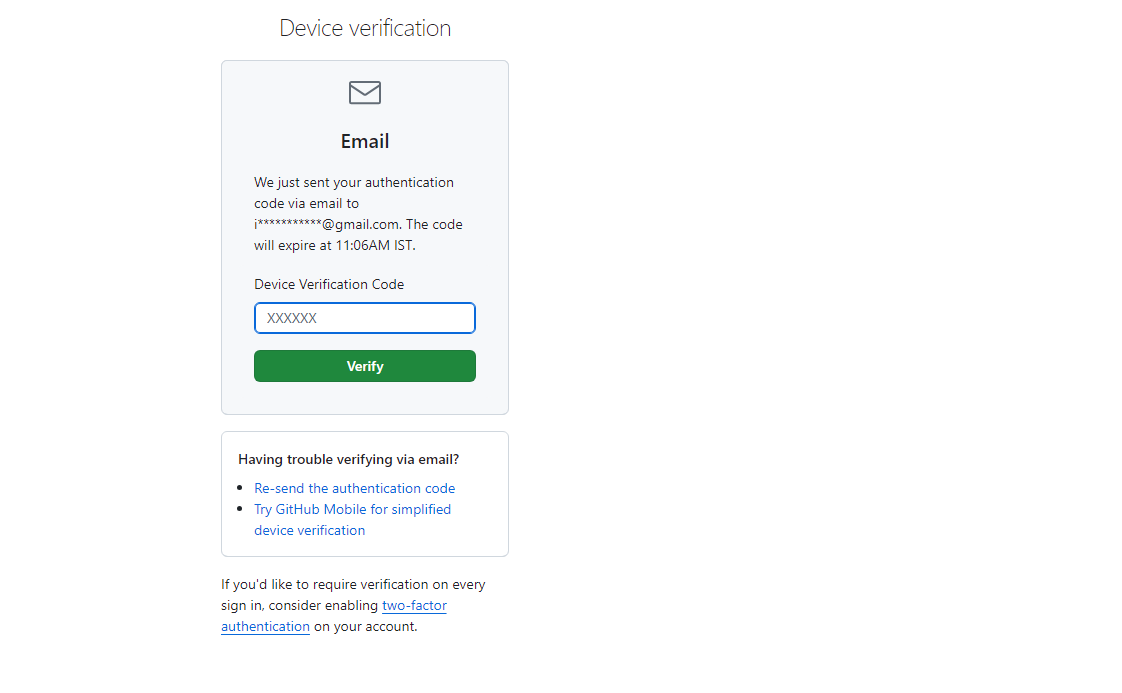 Device verification
Email
We just sent your authentication
code via email to
i***********@gmail.com. The code
will expire at 11:06AM IST.
Device Verification Code
XXXXXX
Verify
Having trouble verifying via email?
Re-send the authentication code
Try GitHub Mobile for simplified
device verification
If you'd like to require verification on every
sign in, consider enabling two-factor
authentication on your account.